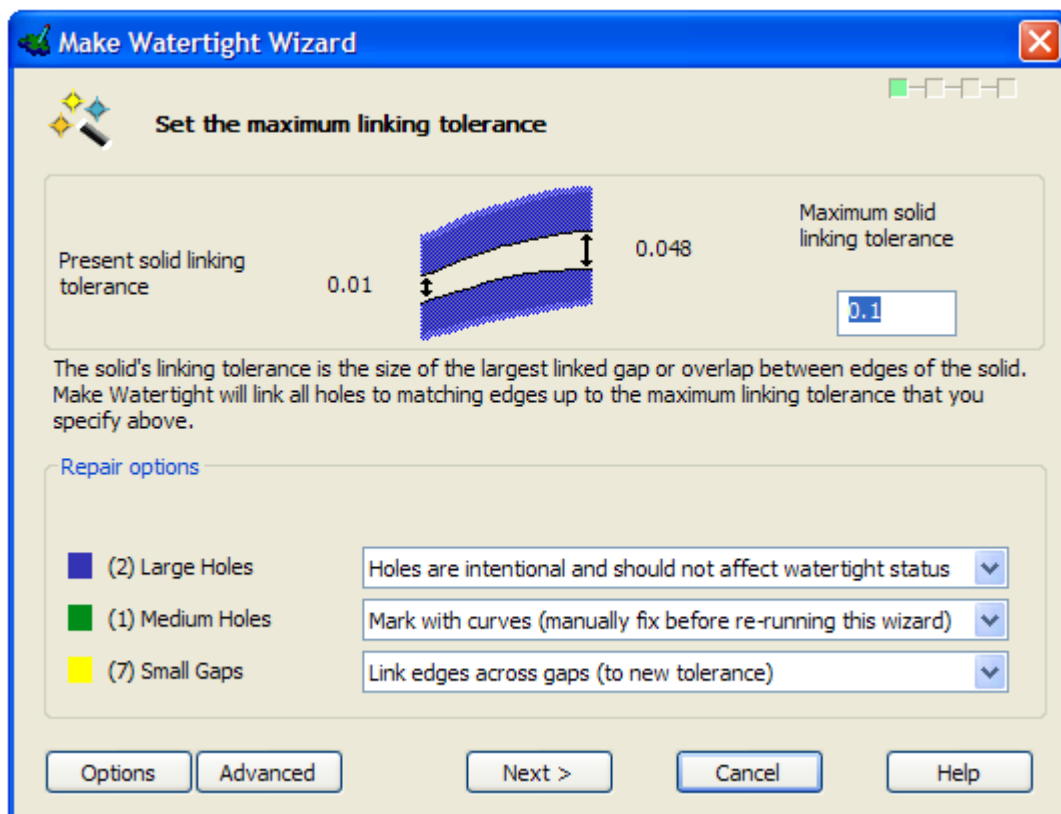 Make Watertight Wizard
Set the maximum linking tolerance
Present solid linking
tolerance
0.01
0.048
Maximum solid
linking tolerance
0.1
The solid's linking tolerance is the size of the largest linked gap or overlap between edges of the solid.
Make Watertight will link all holes to matching edges up to the maximum linking tolerance that you
specify above.
Repair options
(2) Large Holes
Holes are intentional and should not affect watertight status
(1) Medium Holes
Mark with curves (manually fix before re-running this wizard)
(7) Small Gaps
Link edges across gaps (to new tolerance)
Options
Advanced
Next >
Cancel
Help